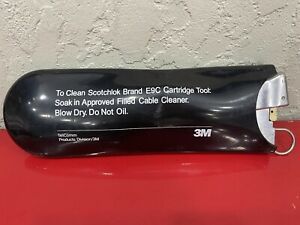 To Clean Scotchlok Brand E9C Cartridge Tool:
Soak in Approved Filled Cable Cleaner.
Blow Dry. Do Not Oil.
TelComm
Products Division/3M
3M